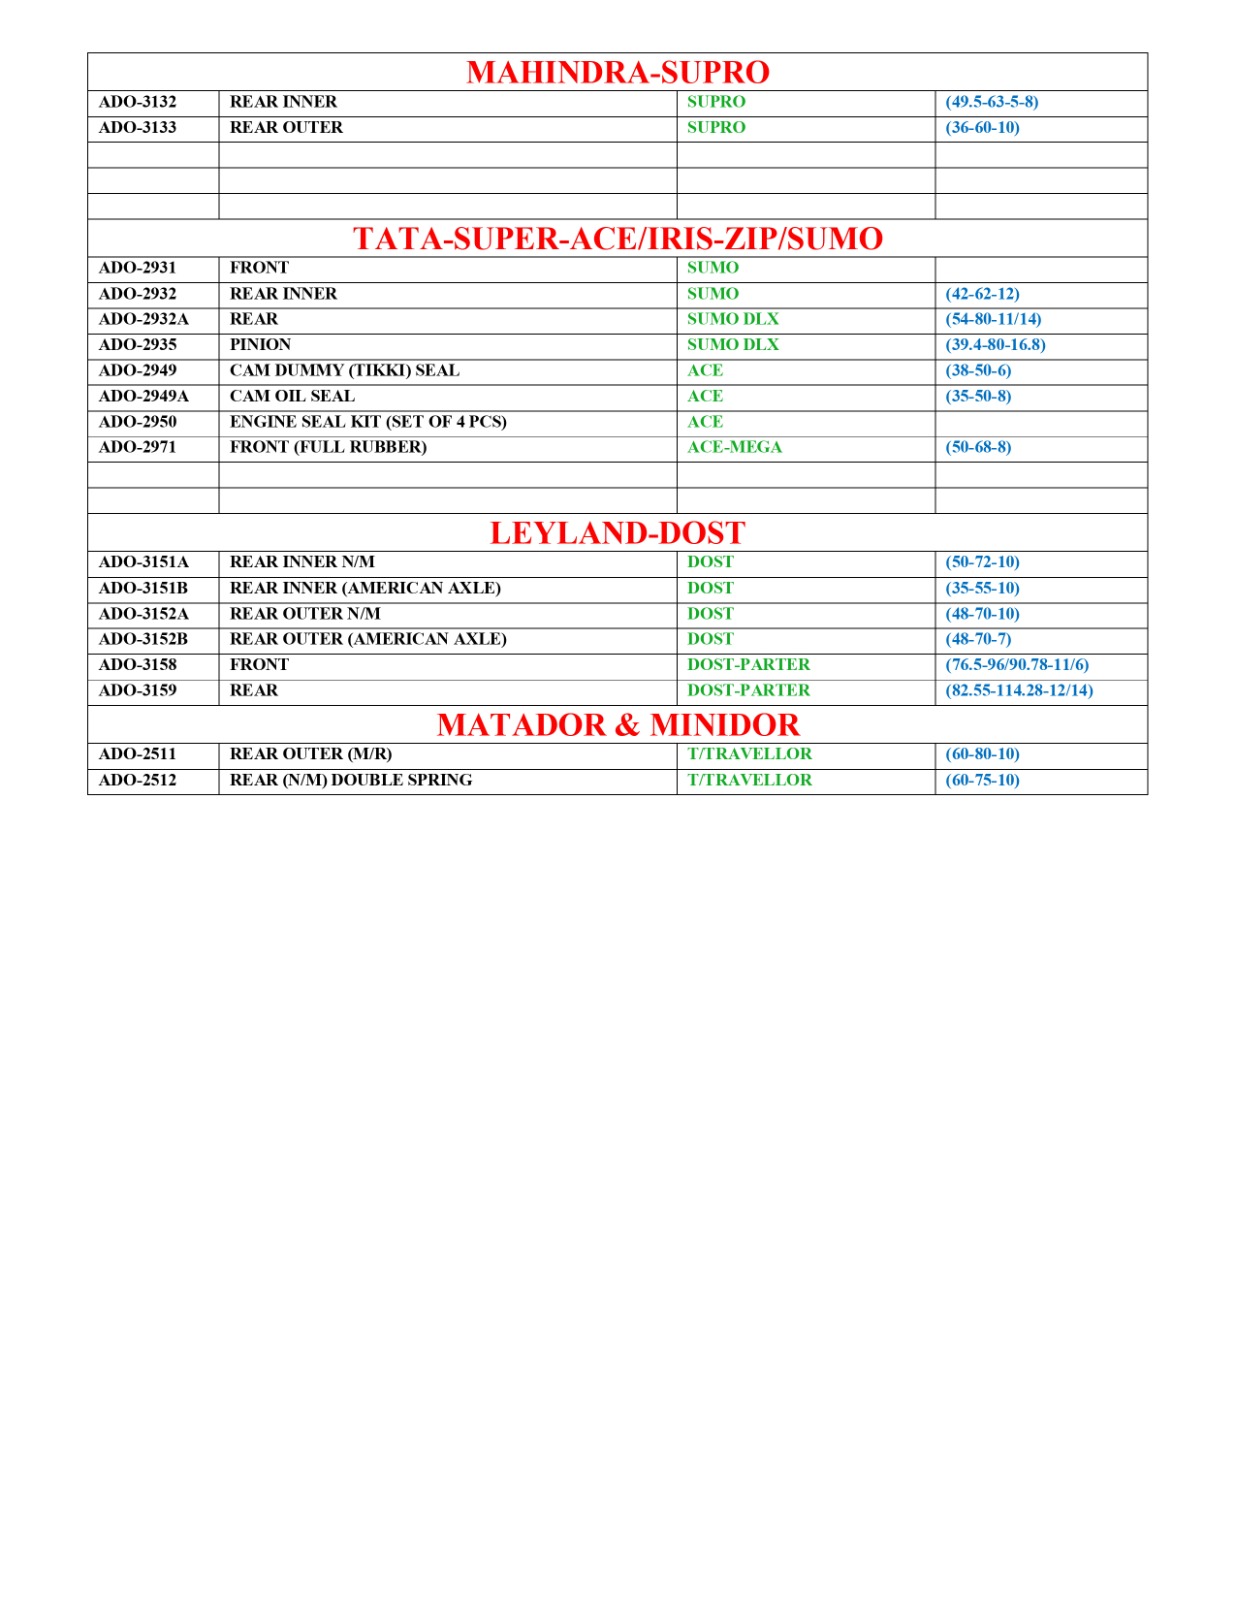 MAHINDRA-SUPRO
ADO-3132 REAR INNER SUPRO (49.5-63-5-8)
ADO-3133 REAR OUTER SUPRO (36-60-10)
TATA-SUPER-ACE/IRIS-ZIP/SUMO
ADO-2931 FRONT SUMO
ADO-2932 REAR INNER SUMO (42-62-12)
ADO-2932A REAR SUMO DLX (54-80-11/14)
ADO-2935 PINION SUMO DLX (39.4-80-16.8)
ADO-2949 CAM DUMMY (TIKKI) SEAL ACE (38-50-6)
ADO-2949A CAM OIL SEAL ACE (35-50-8)
ADO-2950 ENGINE SEAL KIT (SET OF 4 PCS) ACE
ADO-2971 FRONT (FULL RUBBER) ACE-MEGA (50-68-8)
LEYLAND-DOST
ADO-3151A REAR INNER N/M DOST (50-72-10)
ADO-3151B REAR INNER (AMERICAN AXLE) DOST (35-55-10)
ADO-3152A REAR OUTER N/M DOST (48-70-10)
ADO-3152B REAR OUTER (AMERICAN AXLE) DOST (48-70-7)
ADO-3158 FRONT DOST-PARTER (76.5-96/90.78-11/6)
ADO-3159 REAR DOST-PARTER (82.55-114.28-12/14)
MATADOR & MINIDOR
ADO-2511 REAR OUTER (M/R) T/TRAVELLOR (60-80-10)
ADO-2512 REAR (N/M) DOUBLE SPRING T/TRAVELLOR (60-75-10)